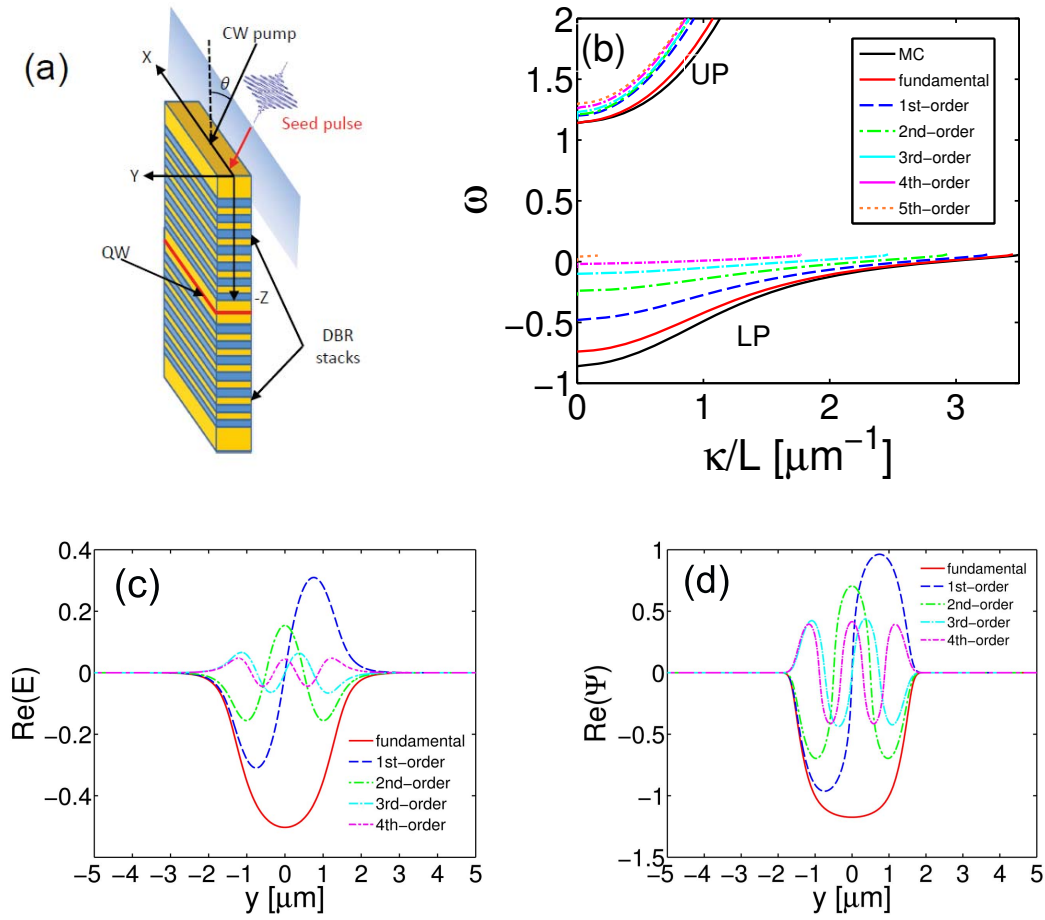 (a)
X
CW pump
θ
Seed pulse
Y
QW
-Z
DBR
stacks
(b)
2
1.5
1
0.5
0
−0.5
−1
ω
UP
LP
MC
fundamental
1st−order
2nd−order
3rd−order
4th−order
5th−order
0 1 2 3
κ/L [μm⁻¹]
(c)
0.4
0.2
0
−0.2
−0.4
Re(E)
fundamental
1st−order
2nd−order
3rd−order
4th−order
−5 −4 −3 −2 −1 0 1 2 3 4 5
y [μm]
(d)
1
0.5
0
−0.5
−1
−1.5
Re(Ψ)
fundamental
1st−order
2nd−order
3rd−order
4th−order
−5 −4 −3 −2 −1 0 1 2 3 4 5
y [μm]